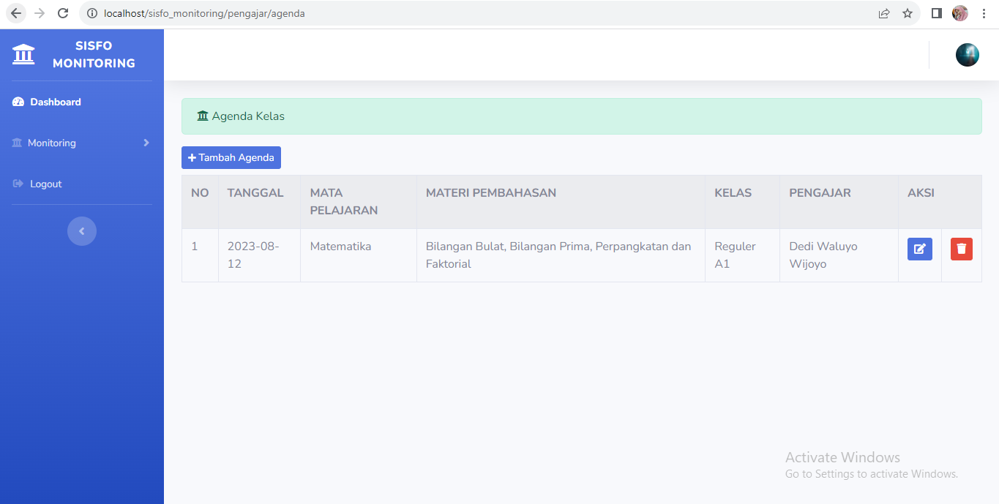 localhost/sisfo_monitoring/pengajar/agenda
SISFO
MONITORING
Dashboard
Monitoring
Logout
Agenda Kelas
Tambah Agenda
NO TANGGAL MATA PELAJARAN MATERI PEMBAHASAN KELAS PENGAJAR AKSI
1 2023-08-12 Matematika Bilangan Bulat, Bilangan Prima, Perpangkatan dan Faktorial Reguler A1 Dedi Waluyo Wijoyo
Activate Windows
Go to Settings to activate Windows.